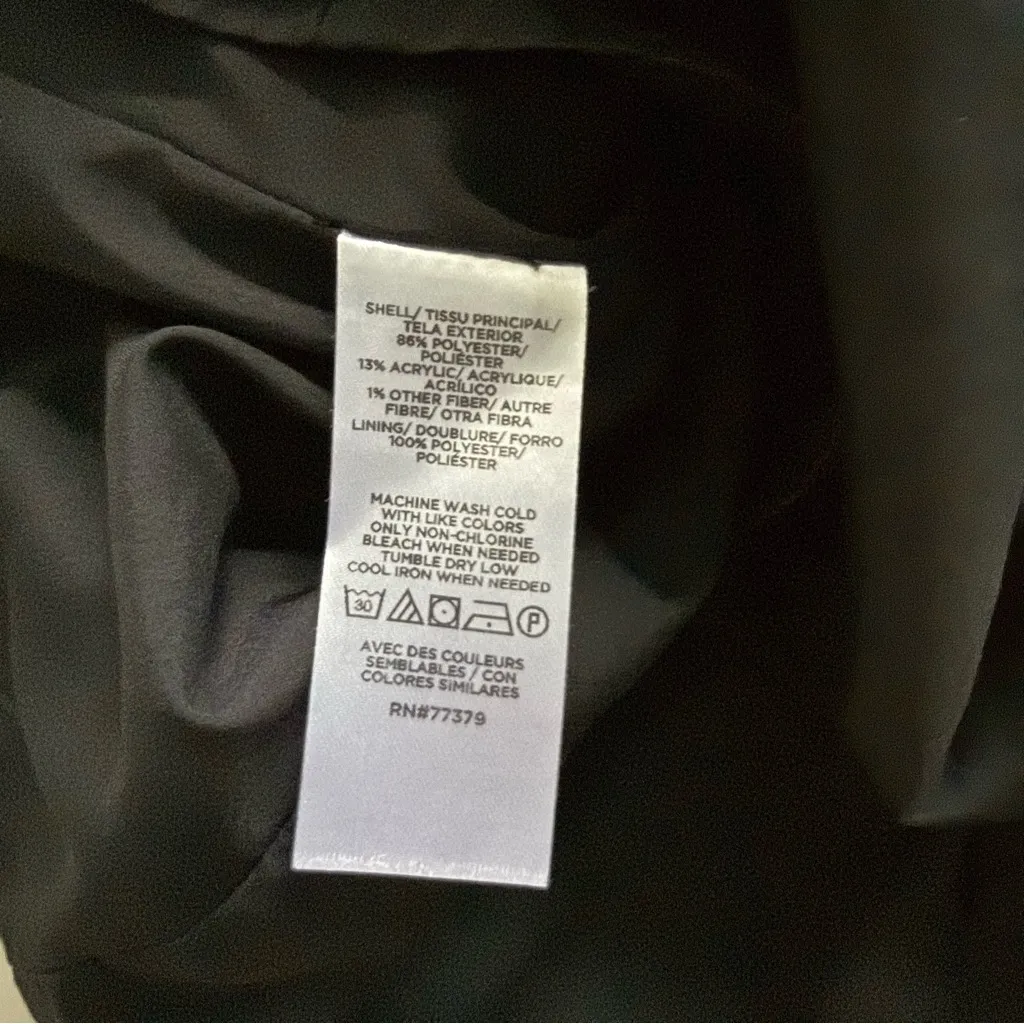 SHELL/ TISSU PRINCIPAL/
TELA EXTERIOR
86% POLYESTER/
POLIÉSTER
13% ACRYLIC/ ACRYLIQUE/
ACRÍLICO
1% OTHER FIBER/ AUTRE
FIBRE/ OTRA FIBRA
LINING/ DOUBLURE/ FORRO
100% POLYESTER/
POLIÉSTER
MACHINE WASH COLD
WITH LIKE COLORS
ONLY NON-CHLORINE
BLEACH WHEN NEEDED
TUMBLE DRY LOW
COOL IRON WHEN NEEDED
30 P
AVEC DES COULEURS
SEMBLABLES / CON
COLORES SIMILARES
RN#77379